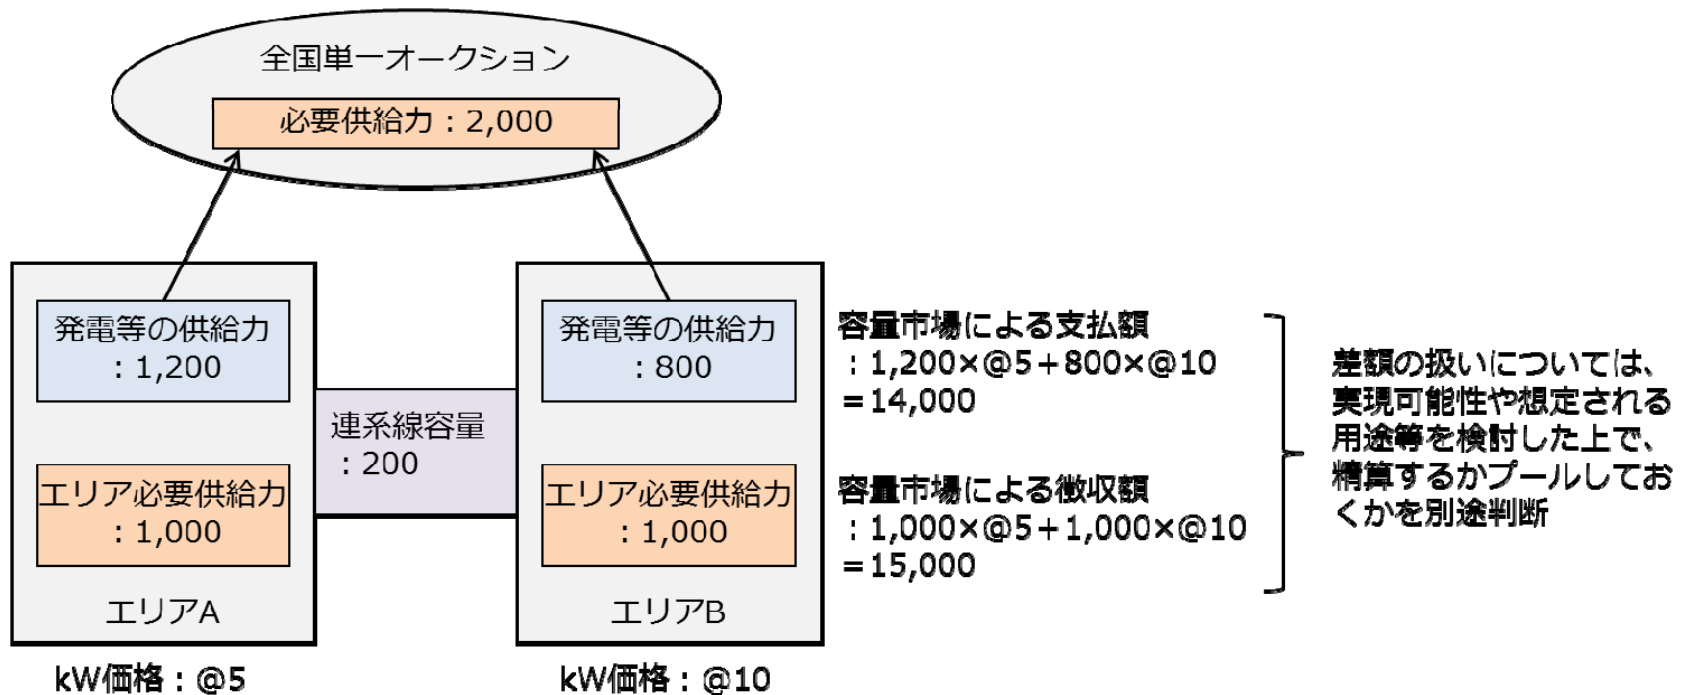 全国単一オークション
必要供給力：2,000
発電等の供給力
：1,200
発電等の供給力
：800
連系線容量
：200
エリア必要供給力
：1,000
エリア必要供給力
：1,000
エリアA
エリアB
kW価格：@5
kW価格：@10
容量市場による支払額
：1,200×@5＋800×@10
＝14,000
容量市場による徴収額
：1,000×@5＋1,000×@10
＝15,000
差額の扱いについては、
実現可能性や想定される
用途等を検討した上で、
精算するかプールしてお
くかを別途判断